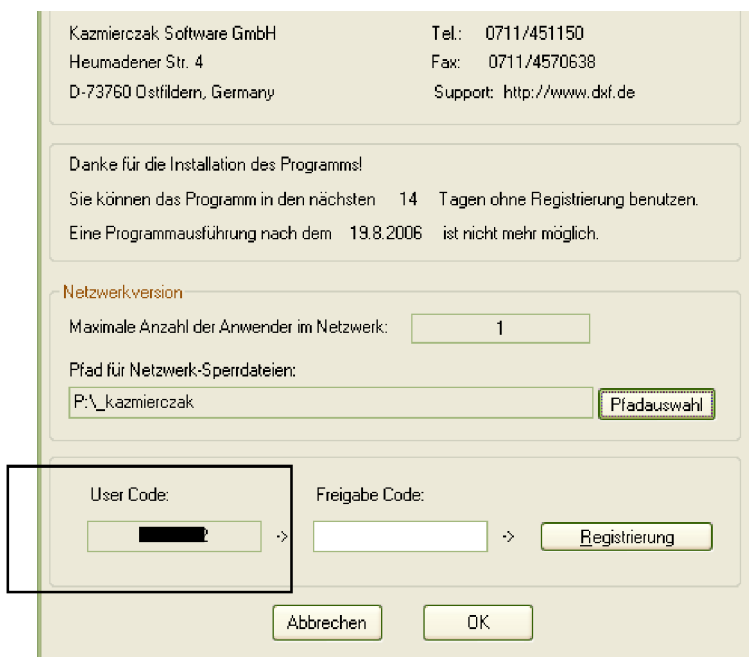 Kazmierczak Software GmbH Tel.: 0711/451150
Heumadener Str. 4 Fax: 0711/4570638
D-73760 Ostfildern, Germany Support: http://www.dxf.de
Danke für die Installation des Programms!
Sie können das Programm in den nächsten 14 Tagen ohne Registrierung benutzen.
Eine Programmausführung nach dem 19.8.2006 ist nicht mehr möglich.
Netzwerkversion
Maximale Anzahl der Anwender im Netzwerk: 1
Pfad für Netzwerk-Sperrdateien:
P:\_kazmierczak Pfadauswahl
User Code: Freigabe Code:
-> -> Registrierung
Abbrechen OK